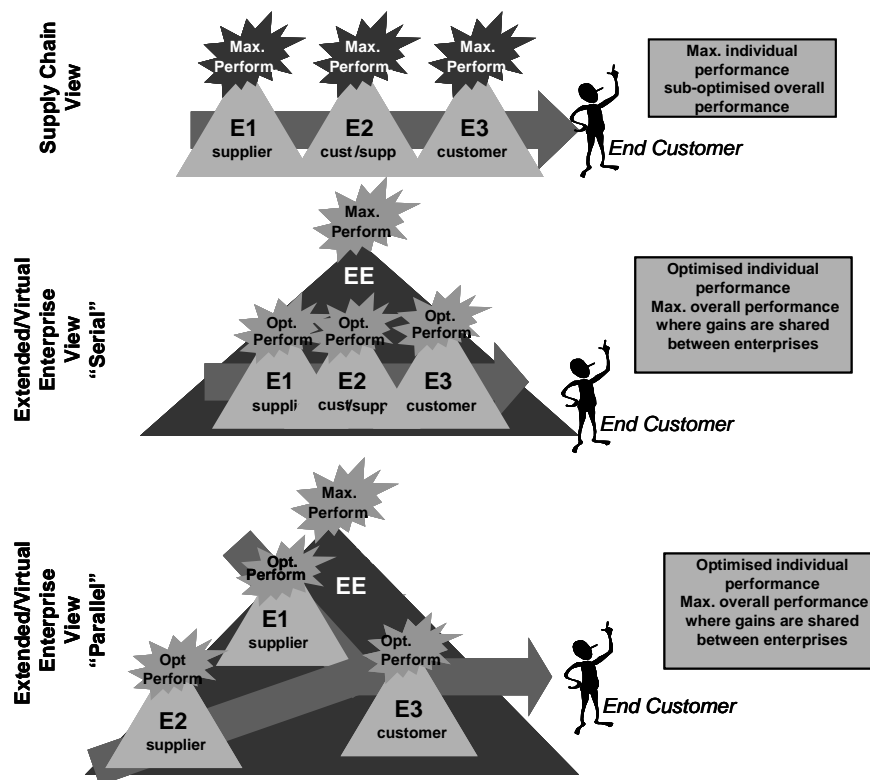 Supply Chain
View
Max.
Perform
Max.
Perform
Max.
Perform
E1
supplier
E2
cust/supp
E3
customer
End Customer
Max. individual
performance
sub-optimised overall
performance
Extended/Virtual
Enterprise
View
“Serial”
Max.
Perform
EE
Opt.
Perform
Opt.
Perform
Opt.
Perform
E1
suppli
E2
cust/supp
E3
customer
End Customer
Optimised individual
performance
Max. overall performance
where gains are shared
between enterprises
Extended/Virtual
Enterprise
View
“Parallel”
Max.
Perform
EE
Opt.
Perform
E1
supplier
Opt
Perform
E2
supplier
Opt.
Perform
E3
customer
End Customer
Optimised individual
performance
Max. overall performance
where gains are shared
between enterprises